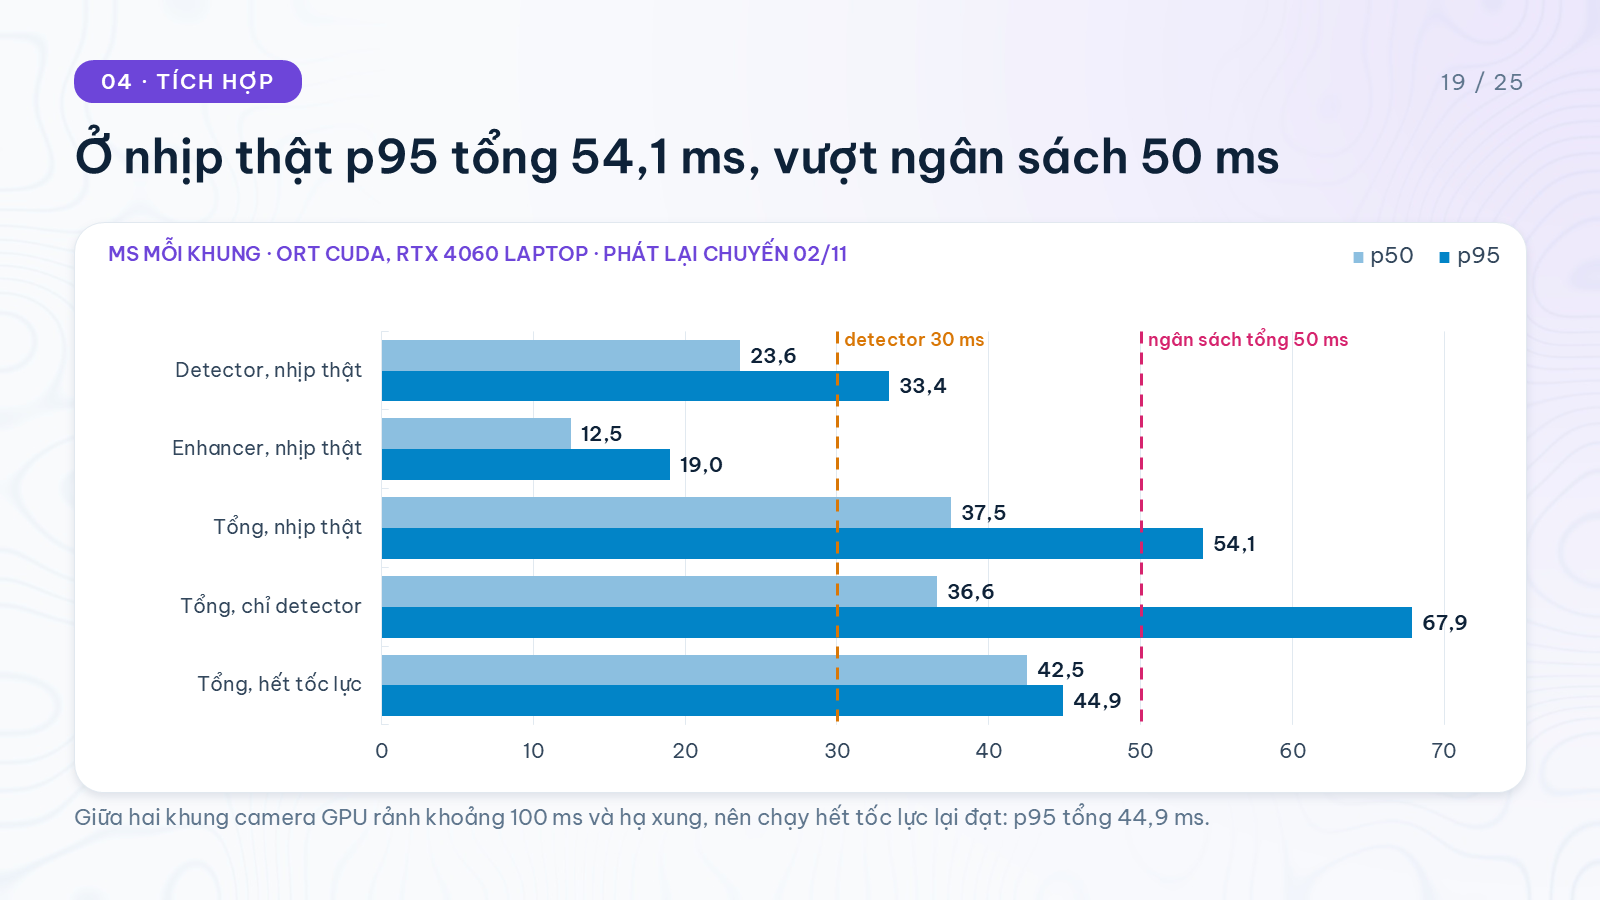 04 · TÍCH HỢP
19 / 25
Ở nhịp thật p95 tổng 54,1 ms, vượt ngân sách 50 ms
MS MỖI KHUNG · ORT CUDA, RTX 4060 LAPTOP · PHÁT LẠI CHUYẾN 02/11
p50 p95
detector 30 ms
ngân sách tổng 50 ms
Detector, nhịp thật
23,6
33,4
Enhancer, nhịp thật
12,5
19,0
Tổng, nhịp thật
37,5
54,1
Tổng, chỉ detector
36,6
67,9
Tổng, hết tốc lực
42,5
44,9
0 10 20 30 40 50 60 70
Giữa hai khung camera GPU rảnh khoảng 100 ms và hạ xung, nên chạy hết tốc lực lại đạt: p95 tổng 44,9 ms.